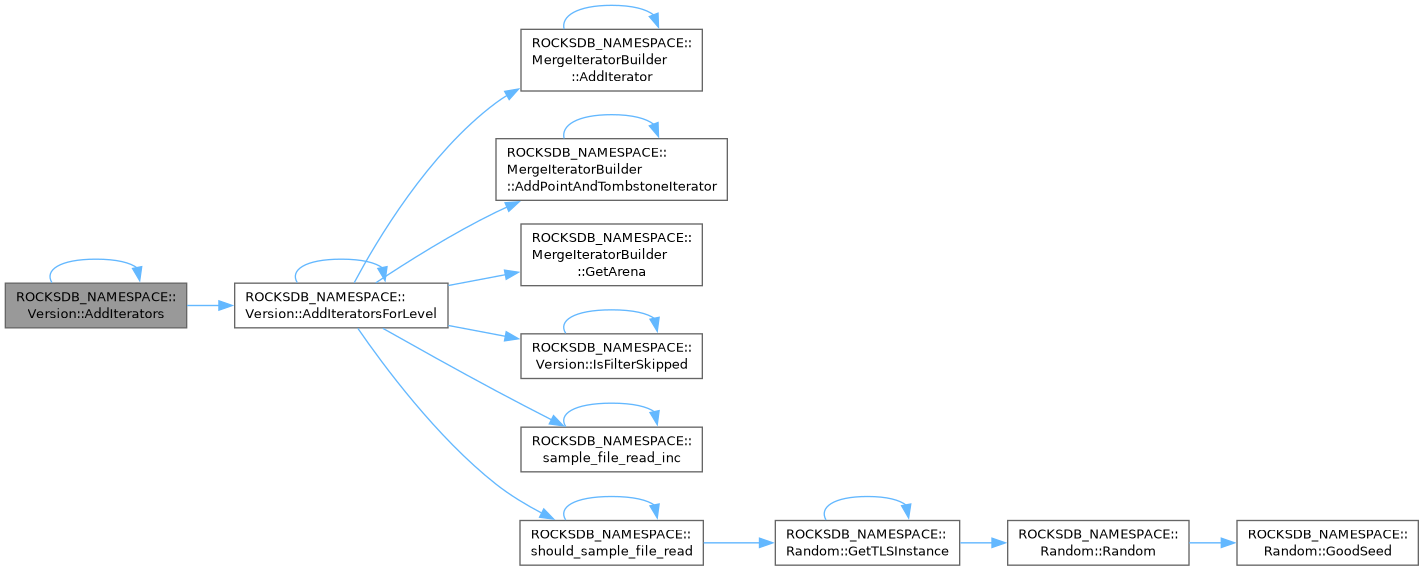 ROCKSDB_NAMESPACE::
Version::AddIterators
ROCKSDB_NAMESPACE::
Version::AddIteratorsForLevel
ROCKSDB_NAMESPACE::
MergeIteratorBuilder
::AddIterator
ROCKSDB_NAMESPACE::
MergeIteratorBuilder
::AddPointAndTombstoneIterator
ROCKSDB_NAMESPACE::
MergeIteratorBuilder
::GetArena
ROCKSDB_NAMESPACE::
Version::IsFilterSkipped
ROCKSDB_NAMESPACE::
sample_file_read_inc
ROCKSDB_NAMESPACE::
should_sample_file_read
ROCKSDB_NAMESPACE::
Random::GetTLSInstance
ROCKSDB_NAMESPACE::
Random::Random
ROCKSDB_NAMESPACE::
Random::GoodSeed